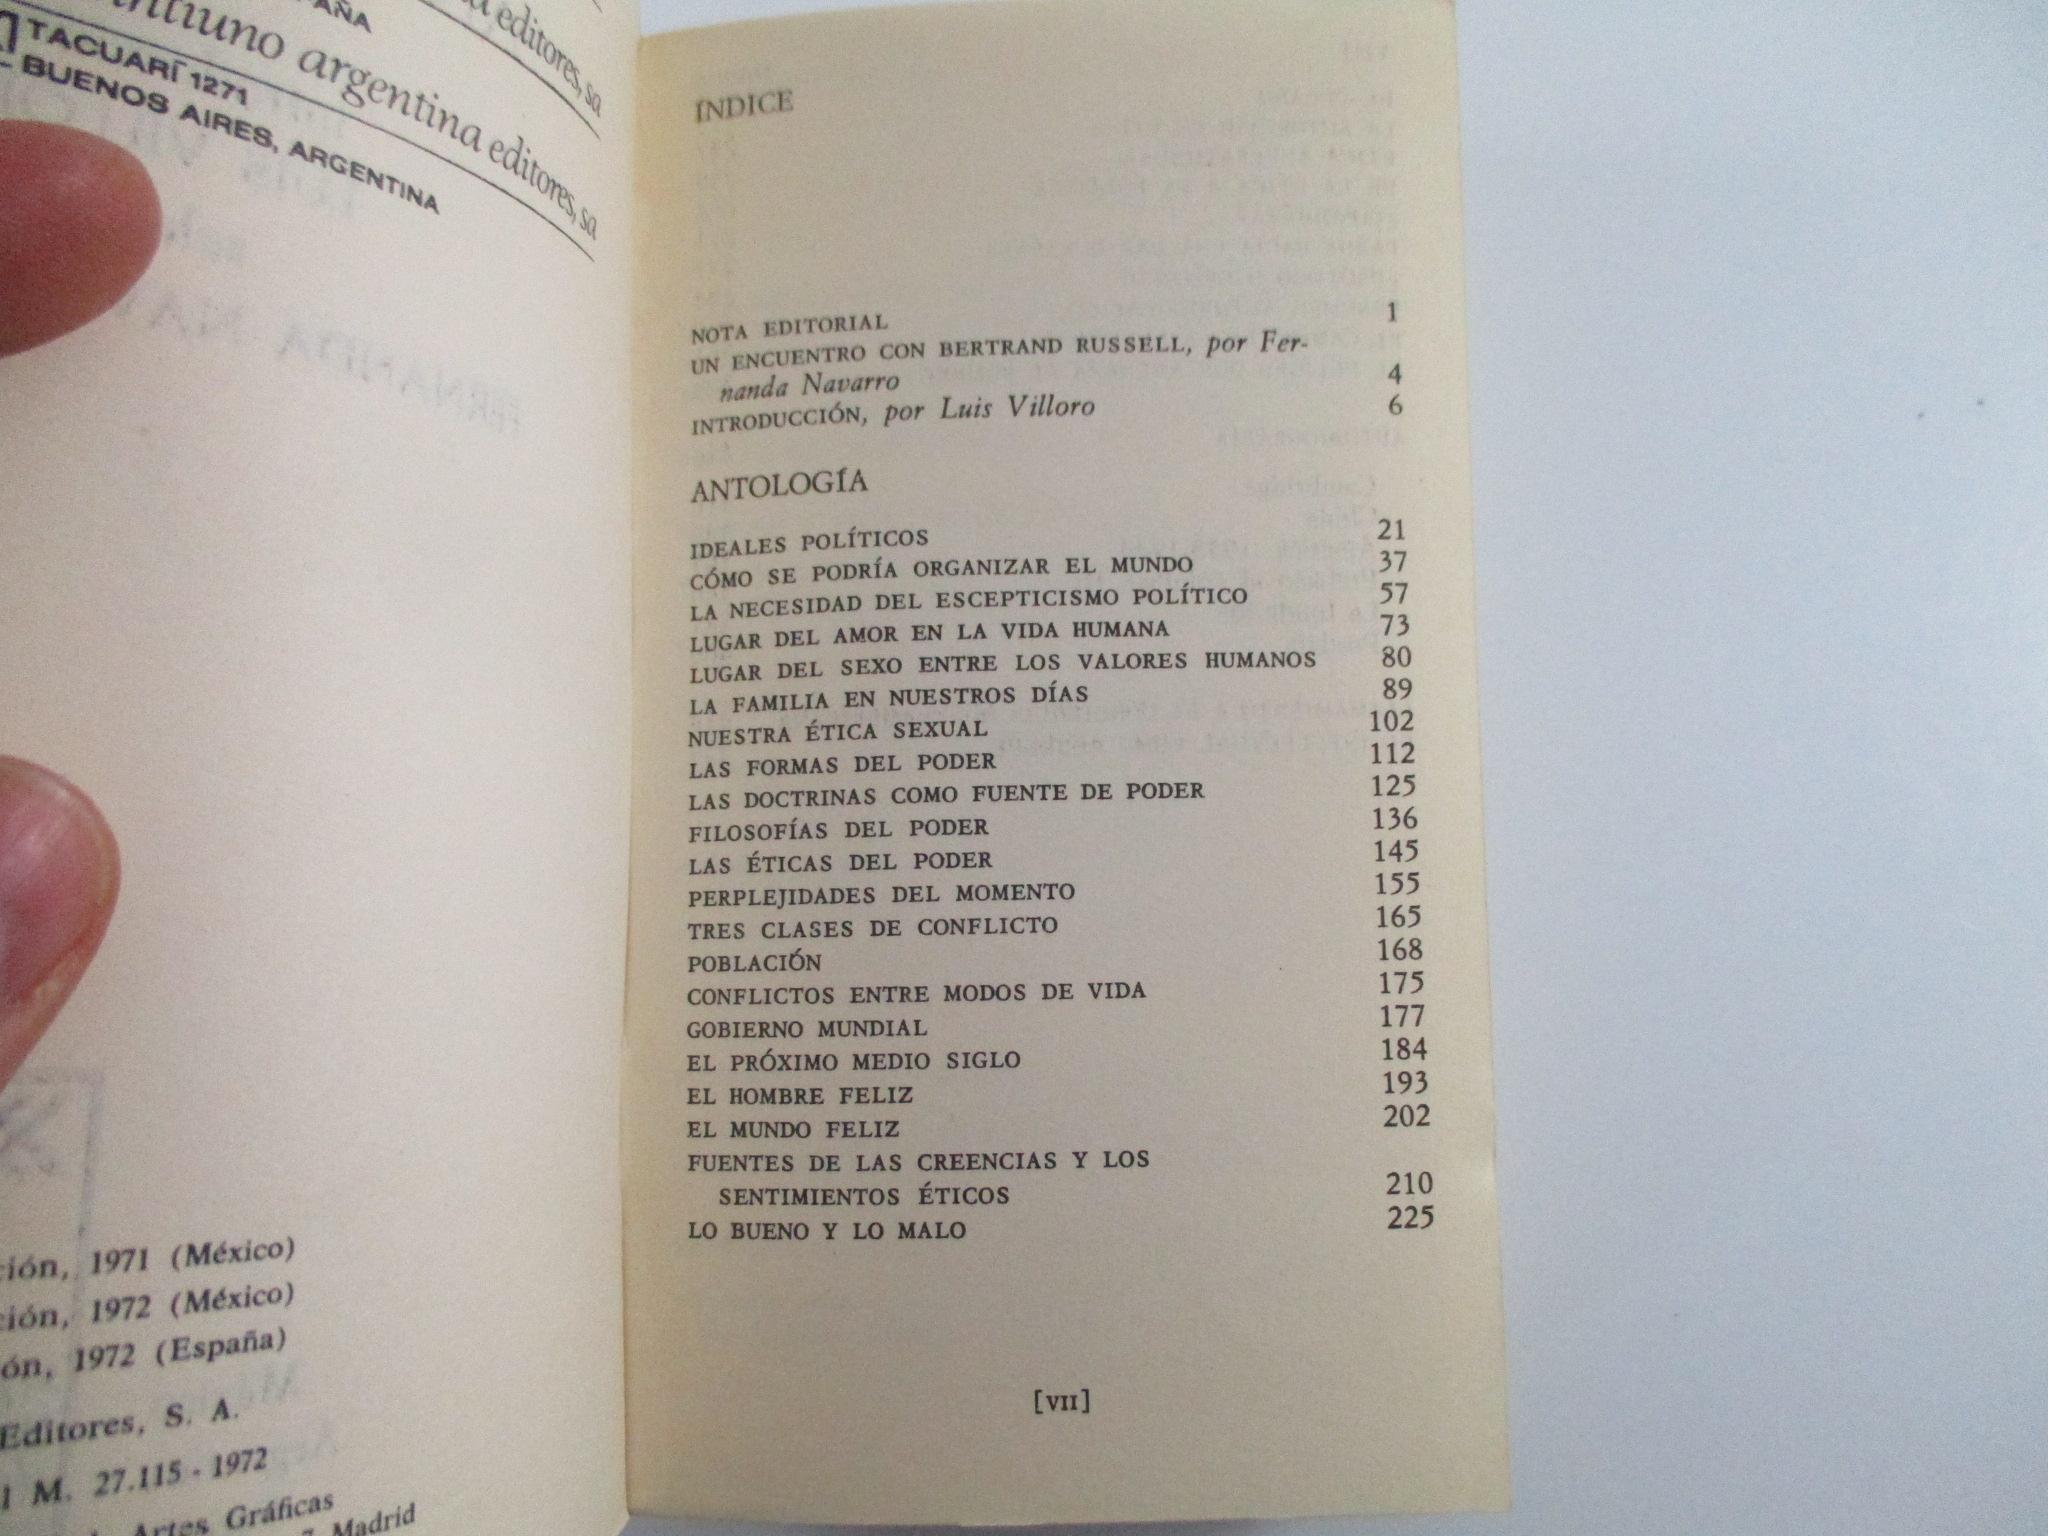 editores, sa
argentina editores, sa
TACUARÍ 1271
BUENOS AIRES, ARGENTINA
1971 (México)
1972 (México)
1972 (España)
Editores, S. A.
M. 27.115 - 1972
Artes Gráficas
Madrid
ÍNDICE
NOTA EDITORIAL 1
UN ENCUENTRO CON BERTRAND RUSSELL, por Fer-
nanda Navarro 4
INTRODUCCIÓN, por Luis Villoro 6
ANTOLOGÍA
IDEALES POLÍTICOS 21
CÓMO SE PODRÍA ORGANIZAR EL MUNDO 37
LA NECESIDAD DEL ESCEPTICISMO POLÍTICO 57
LUGAR DEL AMOR EN LA VIDA HUMANA 73
LUGAR DEL SEXO ENTRE LOS VALORES HUMANOS 80
LA FAMILIA EN NUESTROS DÍAS 89
NUESTRA ÉTICA SEXUAL 102
LAS FORMAS DEL PODER 112
LAS DOCTRINAS COMO FUENTE DE PODER 125
FILOSOFÍAS DEL PODER 136
LAS ÉTICAS DEL PODER 145
PERPLEJIDADES DEL MOMENTO 155
TRES CLASES DE CONFLICTO 165
POBLACIÓN 168
CONFLICTOS ENTRE MODOS DE VIDA 175
GOBIERNO MUNDIAL 177
EL PRÓXIMO MEDIO SIGLO 184
EL HOMBRE FELIZ 193
EL MUNDO FELIZ 202
FUENTES DE LAS CREENCIAS Y LOS
SENTIMIENTOS ÉTICOS 210
LO BUENO Y LO MALO 225
[VII]